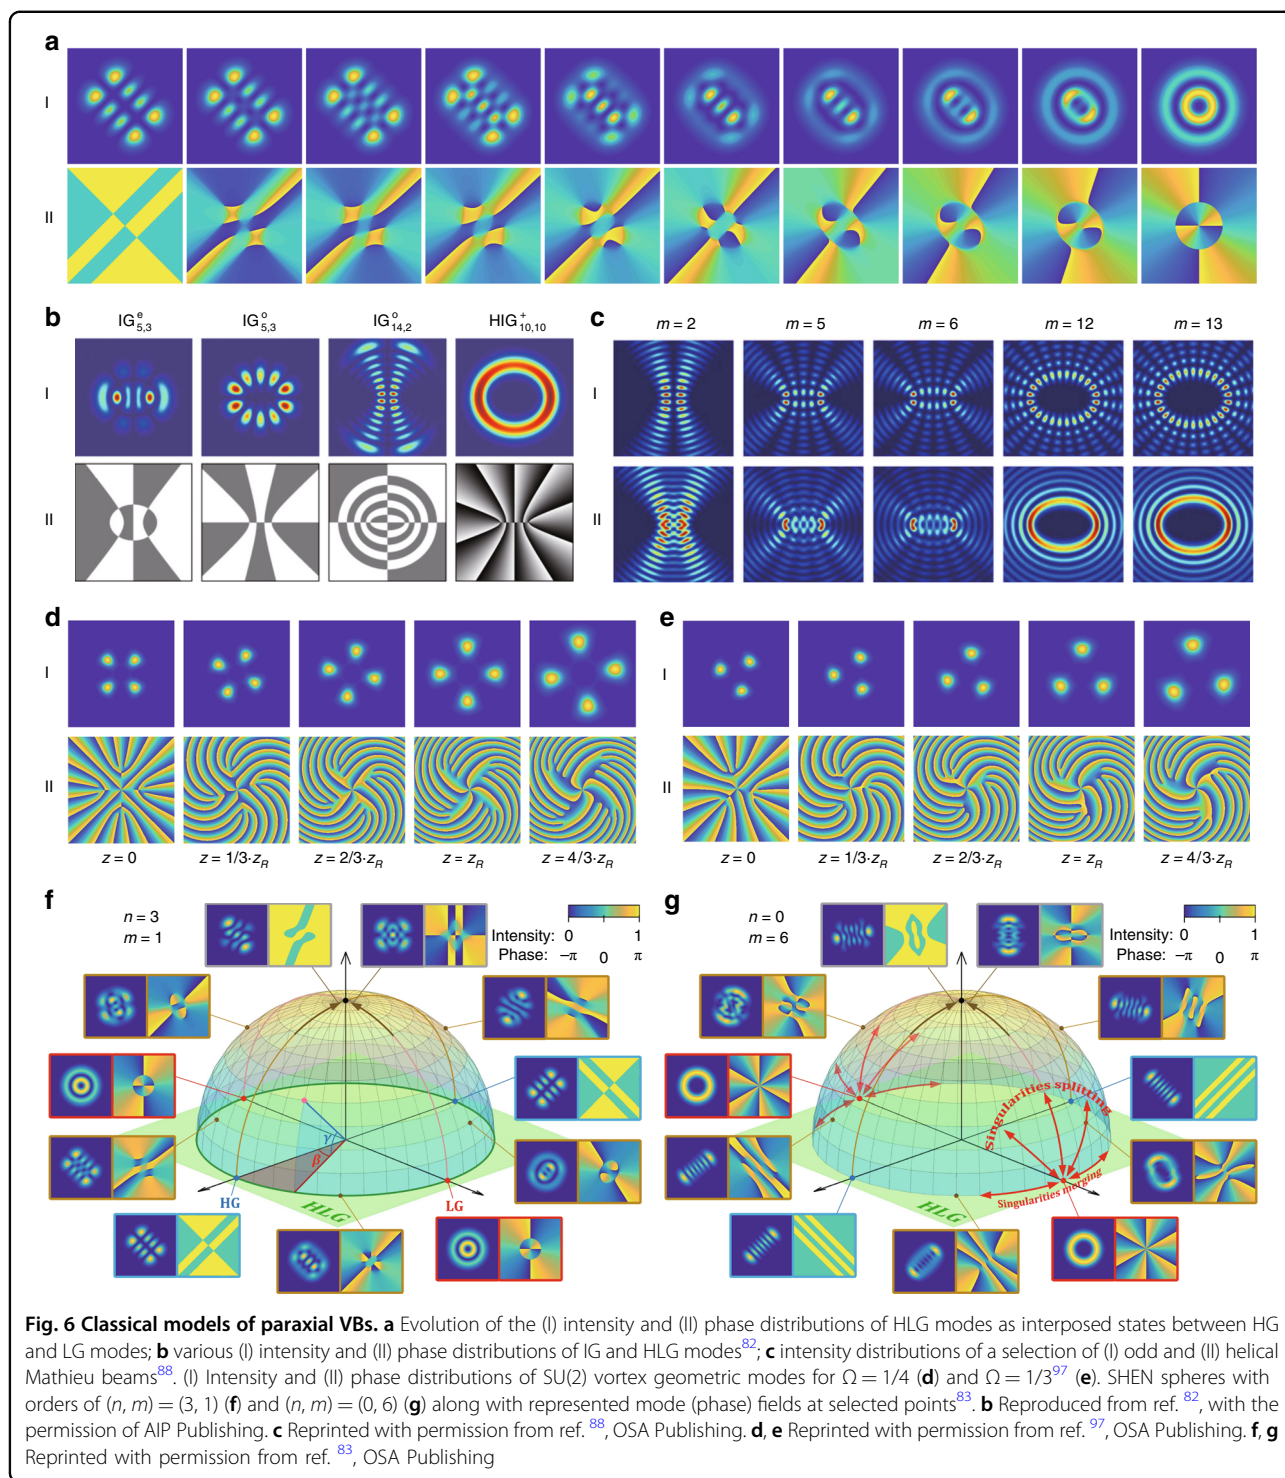 a
I
II
b
IG^e_{5,3}
IG^o_{5,3}
IG^o_{14,2}
HIG^+_{10,10}
I
II
c
m = 2
m = 5
m = 6
m = 12
m = 13
I
II
d
I
II
z = 0
z = 1/3·z_R
z = 2/3·z_R
z = z_R
z = 4/3·z_R
e
I
II
z = 0
z = 1/3·z_R
z = 2/3·z_R
z = z_R
z = 4/3·z_R
f
n = 3
m = 1
Intensity: 0 1
Phase: −π 0 π
γ
β
HG
HLG
LG
g
n = 0
m = 6
Intensity: 0 1
Phase: −π 0 π
Singularities splitting
Singularities merging
HLG
Fig. 6 Classical models of paraxial VBs. a Evolution of the (I) intensity and (II) phase distributions of HLG modes as interposed states between HG
and LG modes; b various (I) intensity and (II) phase distributions of IG and HLG modes82; c intensity distributions of a selection of (I) odd and (II) helical
Mathieu beams88. (I) Intensity and (II) phase distributions of SU(2) vortex geometric modes for Ω = 1/4 (d) and Ω = 1/397 (e). SHEN spheres with
orders of (n, m) = (3, 1) (f) and (n, m) = (0, 6) (g) along with represented mode (phase) fields at selected points83. b Reproduced from ref. 82, with the
permission of AIP Publishing. c Reprinted with permission from ref. 88, OSA Publishing. d, e Reprinted with permission from ref. 97, OSA Publishing. f, g
Reprinted with permission from ref. 83, OSA Publishing